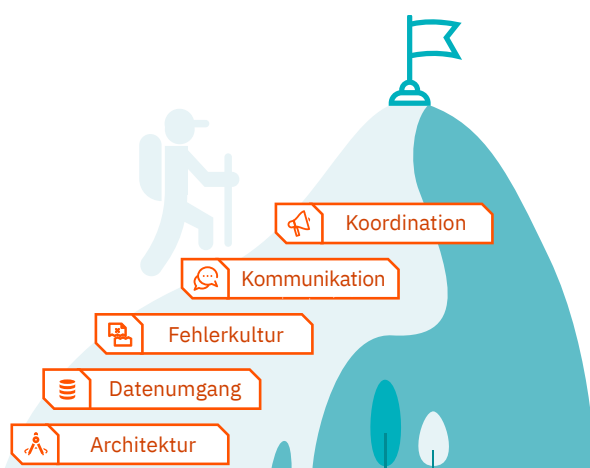 Koordination
Kommunikation
Fehlerkultur
Datenumgang
Architektur